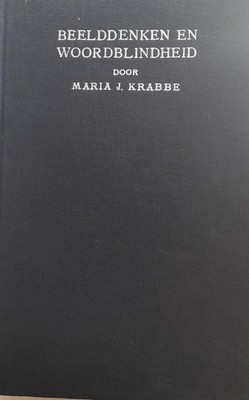 BEELDDENKEN EN
WOORDBLINDHEID
DOOR
MARIA J. KRABBE